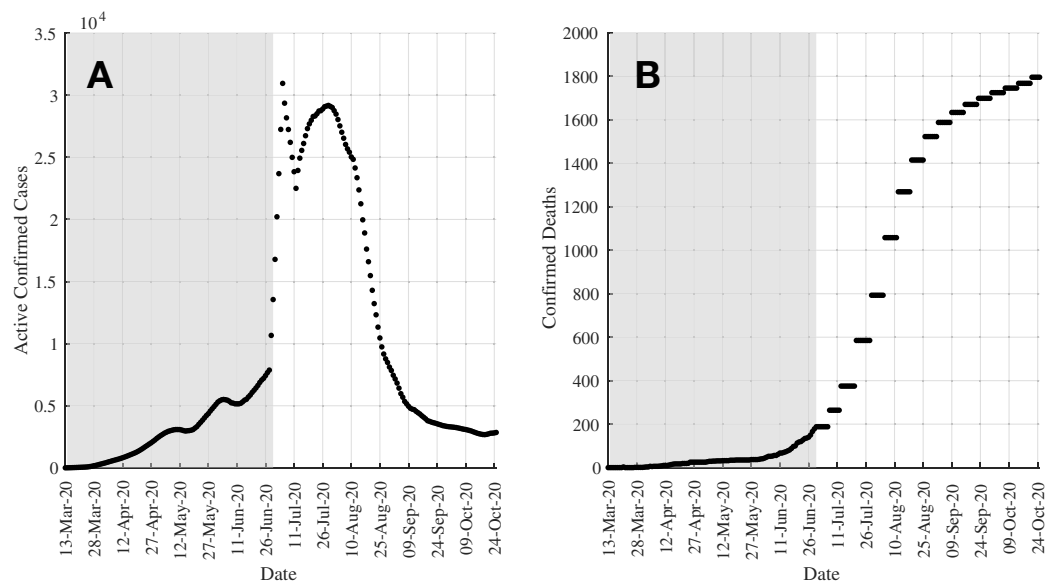 10^4
A
3.5
3
2.5
2
1.5
1
0.5
0
Active Confirmed Cases
13-Mar-20
28-Mar-20
12-Apr-20
27-Apr-20
12-May-20
27-May-20
11-Jun-20
26-Jun-20
11-Jul-20
26-Jul-20
10-Aug-20
25-Aug-20
09-Sep-20
24-Sep-20
09-Oct-20
24-Oct-20
Date
B
2000
1800
1600
1400
1200
1000
800
600
400
200
0
Confirmed Deaths
13-Mar-20
28-Mar-20
12-Apr-20
27-Apr-20
12-May-20
27-May-20
11-Jun-20
26-Jun-20
11-Jul-20
26-Jul-20
10-Aug-20
25-Aug-20
09-Sep-20
24-Sep-20
09-Oct-20
24-Oct-20
Date